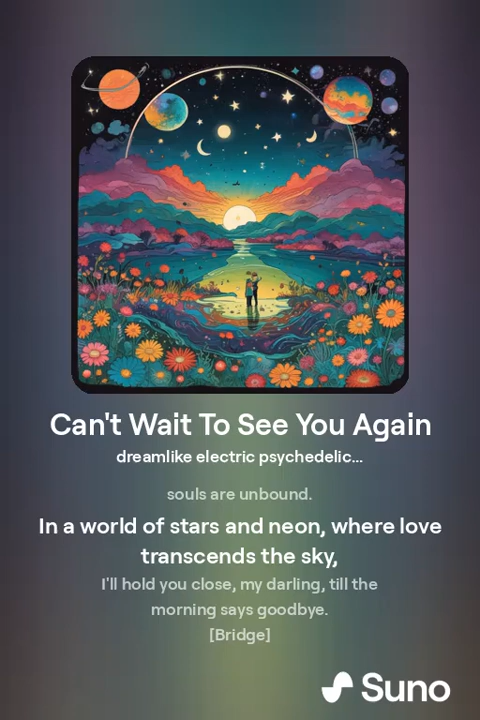 Can't Wait To See You Again
dreamlike electric psychedelic...
souls are unbound.
In a world of stars and neon, where love
transcends the sky,
I'll hold you close, my darling, till the
morning says goodbye.
[Bridge]
Suno